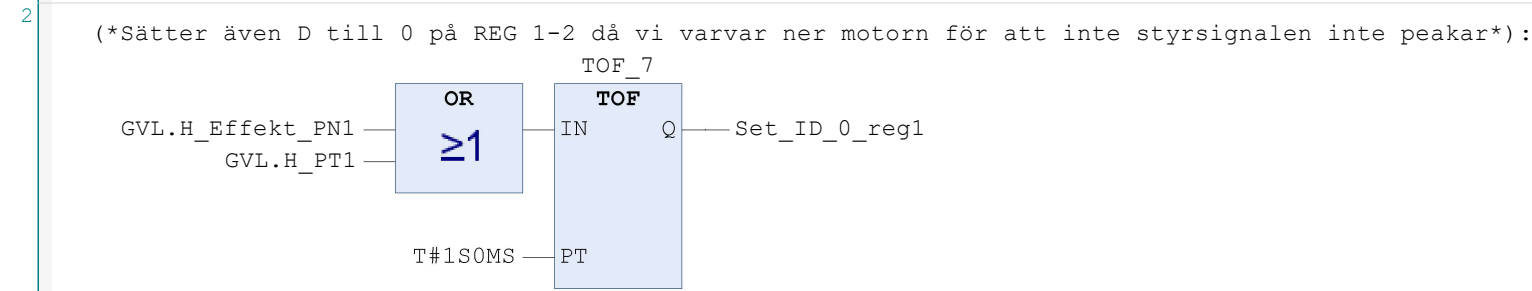 2
(*Sätter även D till 0 på REG 1-2 då vi varvar ner motorn för att inte styrsignalen inte peakar*):
TOF_7
OR TOF
GVL.H_Effekt_PN1 ≥1 IN Q Set_ID_0_reg1
GVL.H_PT1
T#1S0MS PT